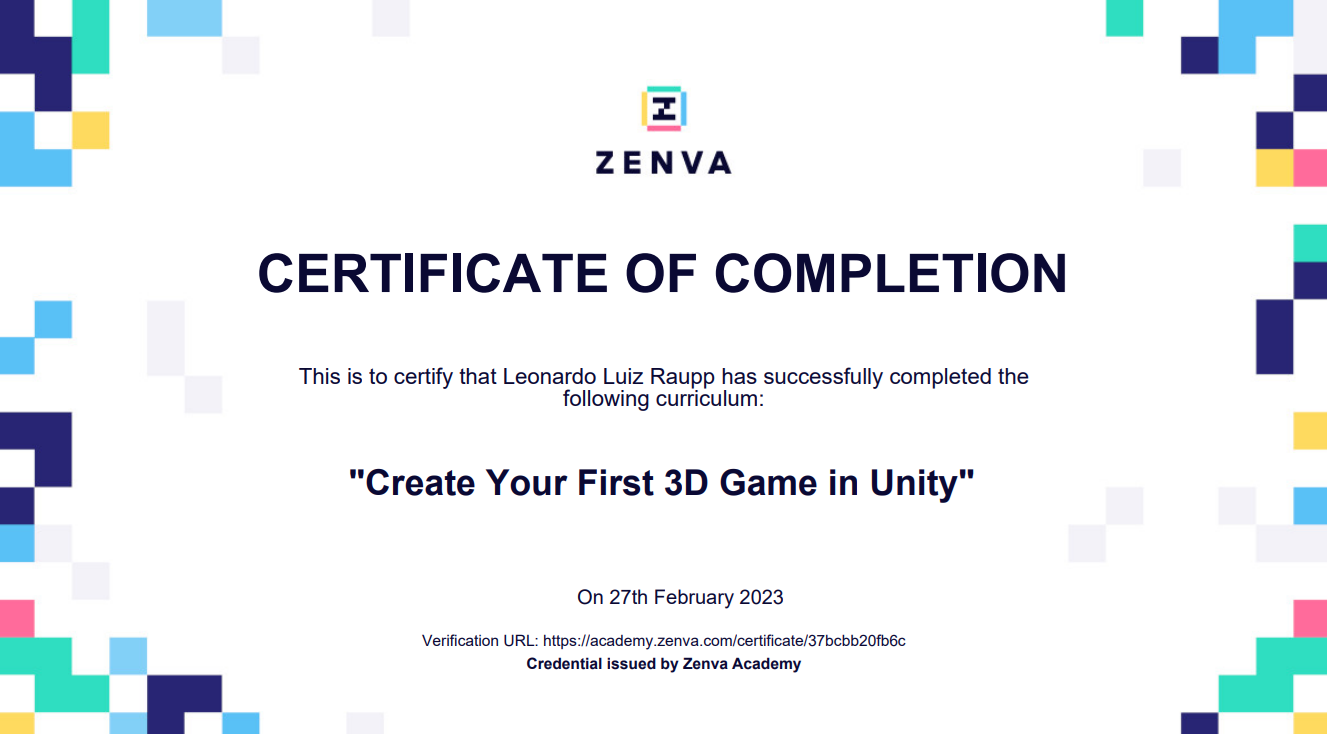 ZENVA
CERTIFICATE OF COMPLETION
This is to certify that Leonardo Luiz Raupp has successfully completed the
following curriculum:
"Create Your First 3D Game in Unity"
On 27th February 2023
Verification URL: https://academy.zenva.com/certificate/37bcbb20fb6c
Credential issued by Zenva Academy